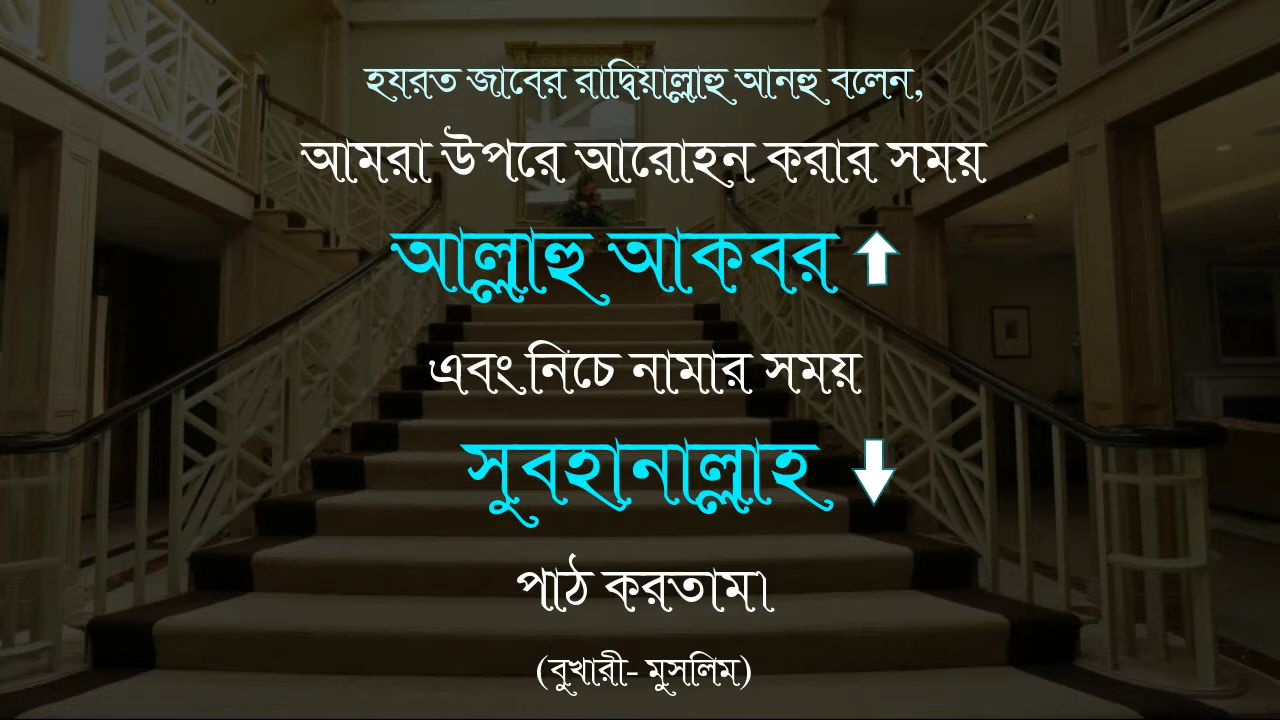 হযরত জাবের রাদ্বিয়াল্লাহু আনহু বলেন,
আমরা উপরে আরোহন করার সময়
আল্লাহু আকবর
এবং নিচে নামার সময়
সুবহানাল্লাহ
পাঠ করতাম।
(বুখারী- মুসলিম)